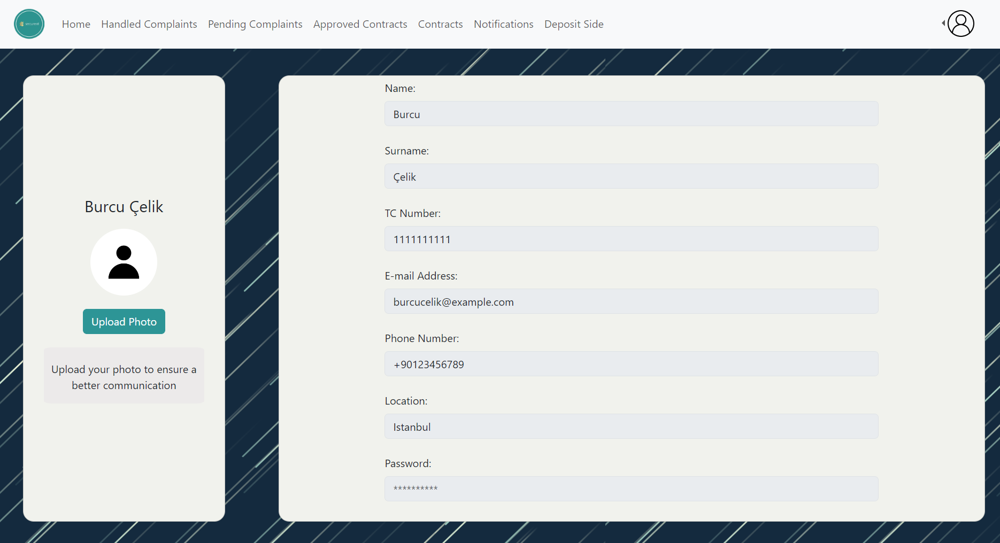 securent
Home Handled Complaints Pending Complaints Approved Contracts Contracts Notifications Deposit Side
Burcu Çelik
Upload Photo
Upload your photo to ensure a
better communication
Name:
Burcu
Surname:
Çelik
TC Number:
1111111111
E-mail Address:
burcucelik@example.com
Phone Number:
+90123456789
Location:
Istanbul
Password:
**********